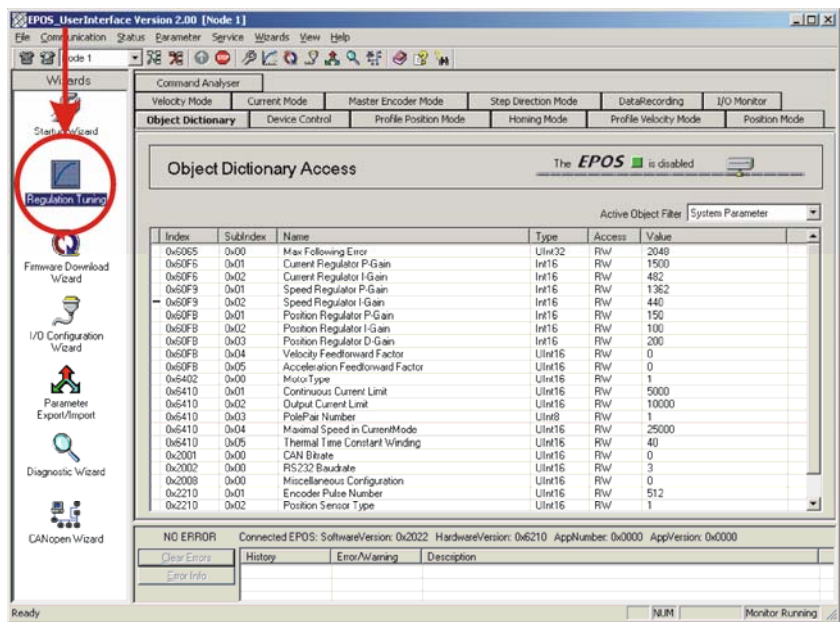 EPOS_UserInterface Version 2.00 [Node 1]
File Communication Status Parameter Service Wizards View Help
Node 1
Wizards
Startup Wizard
Regulation Tuning
Firmware Download
Wizard
I/O Configuration
Wizard
Parameter
Export/Import
Diagnostic Wizard
CANopen Wizard
Command Analyser
Velocity Mode Current Mode Master Encoder Mode Step Direction Mode DataRecording I/O Monitor
Object Dictionary Device Control Profile Position Mode Homing Mode Profile Velocity Mode Position Mode
Object Dictionary Access
The EPOS is disabled
Active Object Filter System Parameter
Index SubIndex Name Type Access Value
0x6065 0x00 Max Following Error UInt32 RW 2048
0x60F6 0x01 Current Regulator P-Gain Int16 RW 1500
0x60F6 0x02 Current Regulator I-Gain Int16 RW 482
0x60F9 0x01 Speed Regulator P-Gain Int16 RW 1362
0x60F9 0x02 Speed Regulator I-Gain Int16 RW 440
0x60FB 0x01 Position Regulator P-Gain Int16 RW 150
0x60FB 0x02 Position Regulator I-Gain Int16 RW 100
0x60FB 0x03 Position Regulator D-Gain Int16 RW 200
0x60FB 0x04 Velocity Feedforward Factor UInt16 RW 0
0x60FB 0x05 Acceleration Feedforward Factor UInt16 RW 0
0x6402 0x00 MotorType UInt16 RW 1
0x6410 0x01 Continuous Current Limit UInt16 RW 5000
0x6410 0x02 Output Current Limit UInt16 RW 10000
0x6410 0x03 PolePair Number UInt8 RW 1
0x6410 0x04 Maximal Speed in CurrentMode UInt16 RW 25000
0x6410 0x05 Thermal Time Constant Winding UInt16 RW 40
0x2001 0x00 CAN Bitrate UInt16 RW 0
0x2002 0x00 RS232 Baudrate UInt16 RW 3
0x2008 0x00 Miscellaneous Configuration UInt16 RW 0
0x2210 0x01 Encoder Pulse Number UInt16 RW 512
0x2210 0x02 Position Sensor Type UInt16 RW 1
NO ERROR Connected EPOS: SoftwareVersion: 0x2022 HardwareVersion: 0x6210 AppNumber: 0x0000 AppVersion: 0x0000
Clear Errors History Error/Warning Description
Error Info
Ready NUM Monitor Running